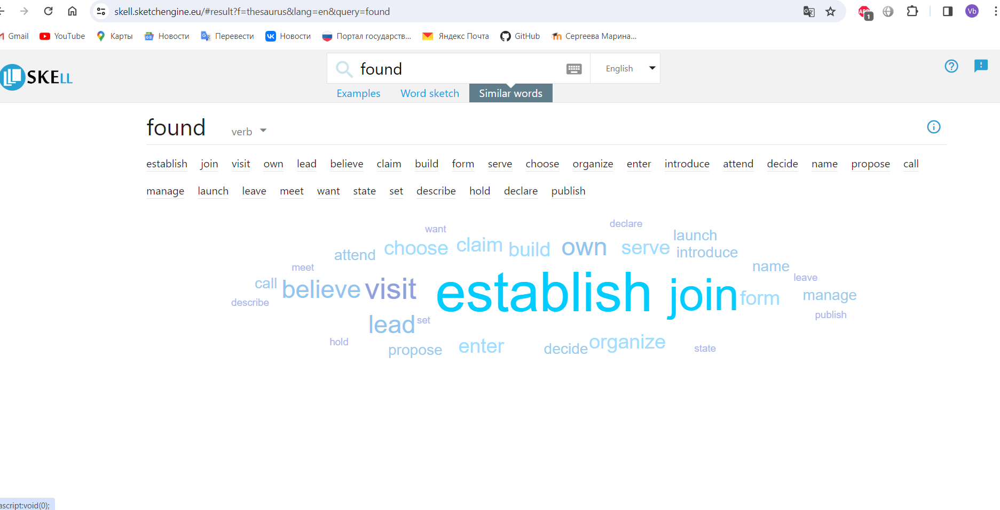 skell.sketchengine.eu/#result?f=thesaurus&lang=en&query=found
1
Vb
Gmail YouTube Карты Новости Перевести Новости Портал государств... Яндекс Почта GitHub Сергеева Марина...
SKELL
found English
Examples Word sketch Similar words
found verb
establish join visit own lead believe claim build form serve choose organize enter introduce attend decide name propose call
manage launch leave meet want state set describe hold declare publish
want declare
launch
choose claim build own serve
attend introduce
meet name
call believe visit establish join form leave
manage
describe
publish
lead set
hold
propose enter decide organize state
ascript:void(0);